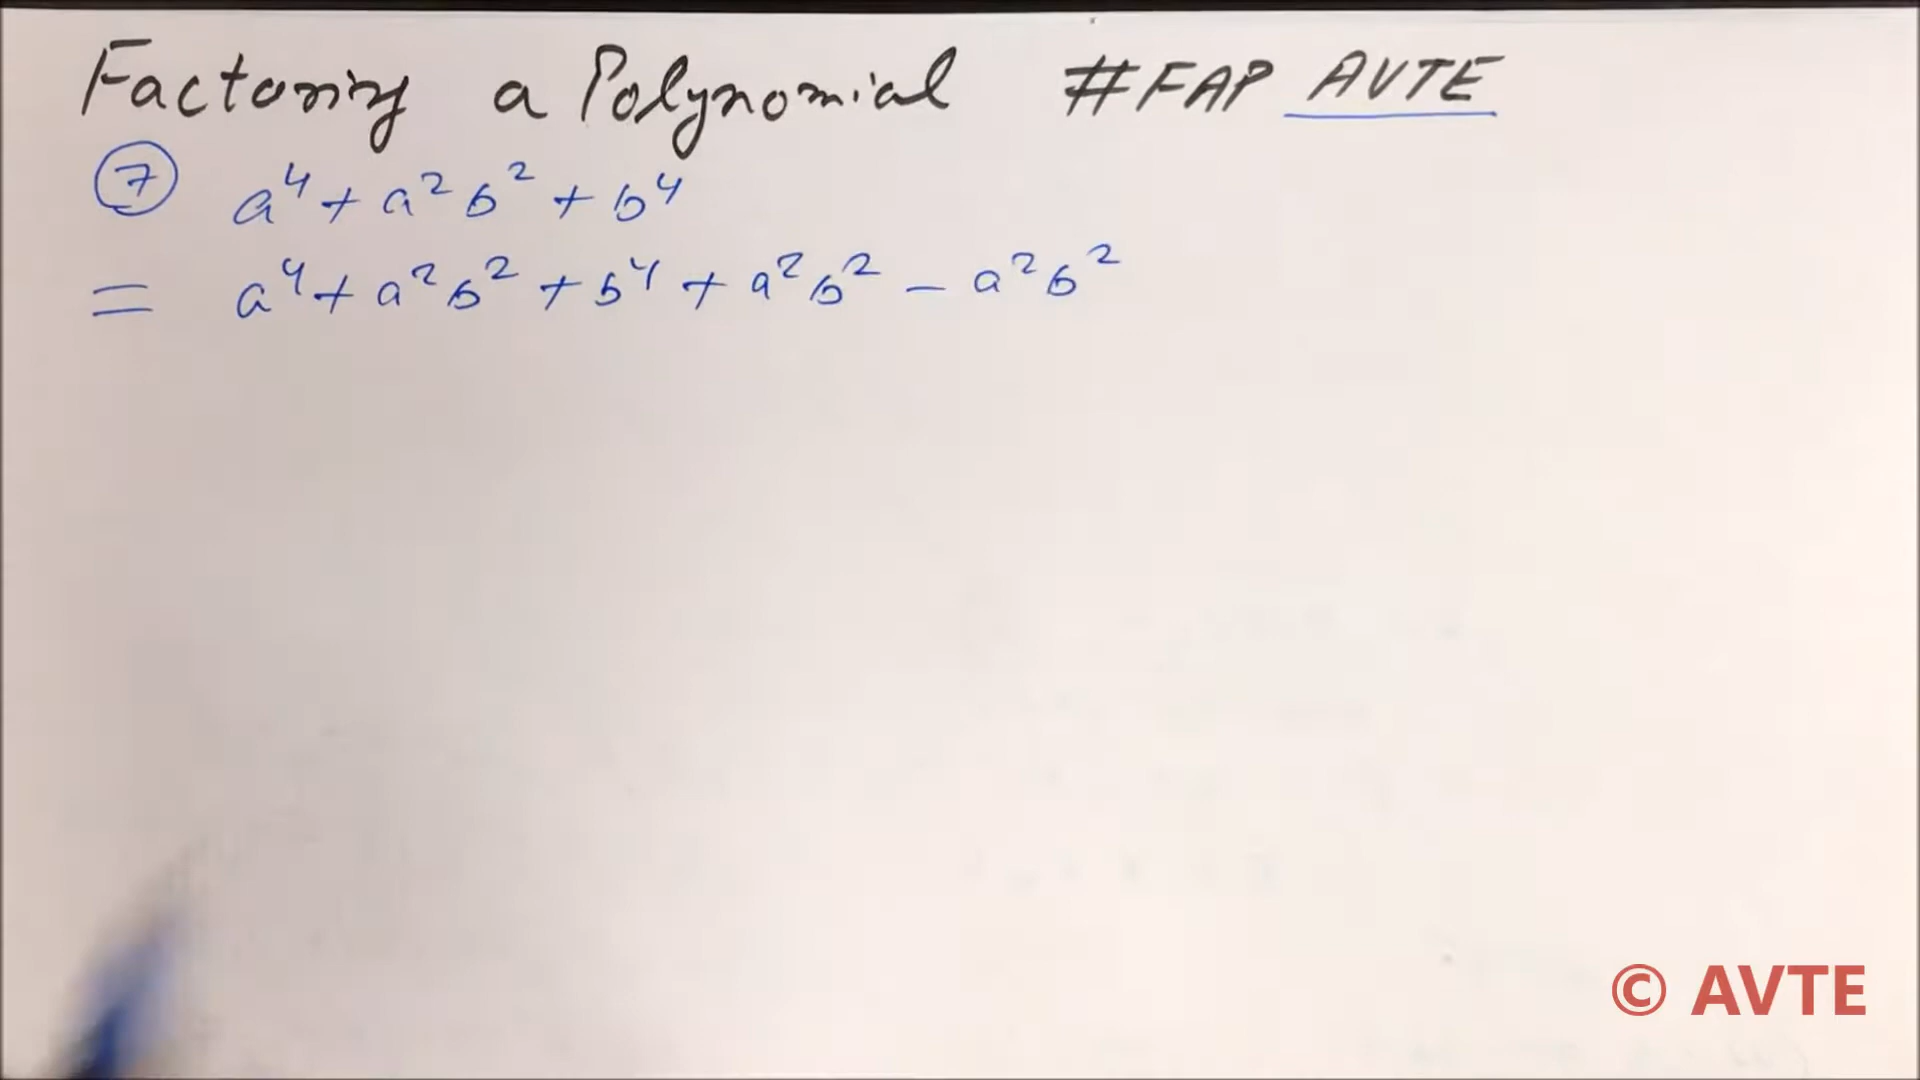 Factoring a Polynomial #FAP AVTE
⑦ a⁴ + a²b² + b⁴
= a⁴ + a²b² + b⁴ + a²b² - a²b²
© AVTE